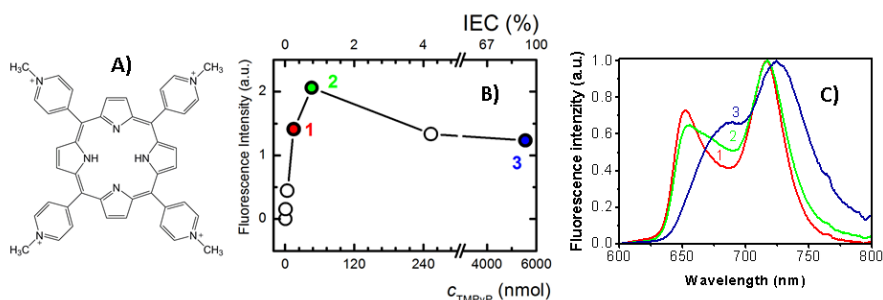 A)
H₃C
CH₃
N⁺
N⁺
N
NH
HN
N
N⁺
N⁺
H₃C
CH₃
IEC (%)
0 2 4 67 100
Fluorescence Intensity (a.u.)
2
1
0
2
B)
1
3
0 120 240 4000 6000
c_TMPyP (nmol)
C)
Fluorescence intenzity (a.u.)
1.0
0.8
0.6
0.4
0.2
0.0
3
2
1
600 650 700 750 800
Wavelength (nm)